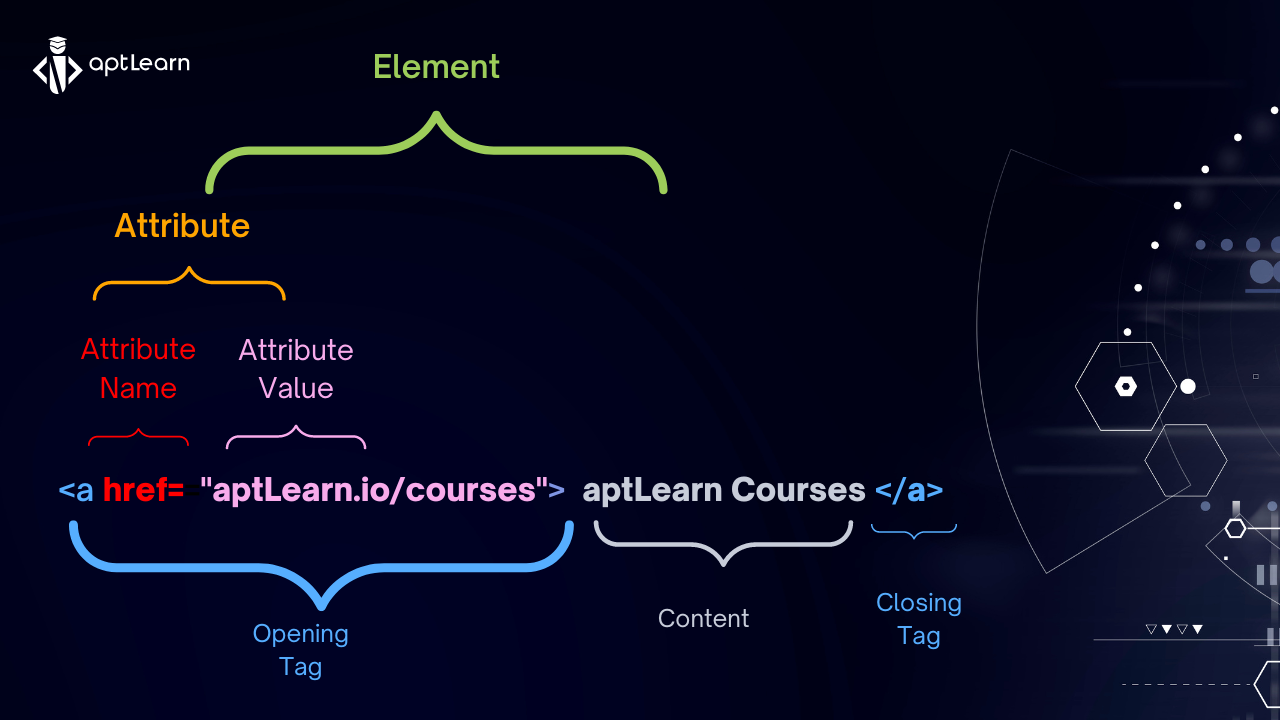 aptLearn
Element
Attribute
Attribute
Name
Attribute
Value
<a href= "aptLearn.io/courses"> aptLearn Courses </a>
Opening
Tag
Content
Closing
Tag